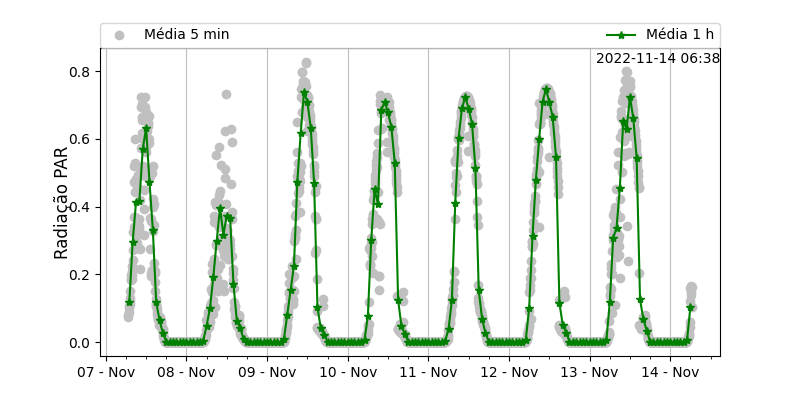 Média 5 min
Média 1 h
2022-11-14 06:38
Radiação PAR
0.8
0.6
0.4
0.2
0.0
07 - Nov
08 - Nov
09 - Nov
10 - Nov
11 - Nov
12 - Nov
13 - Nov
14 - Nov